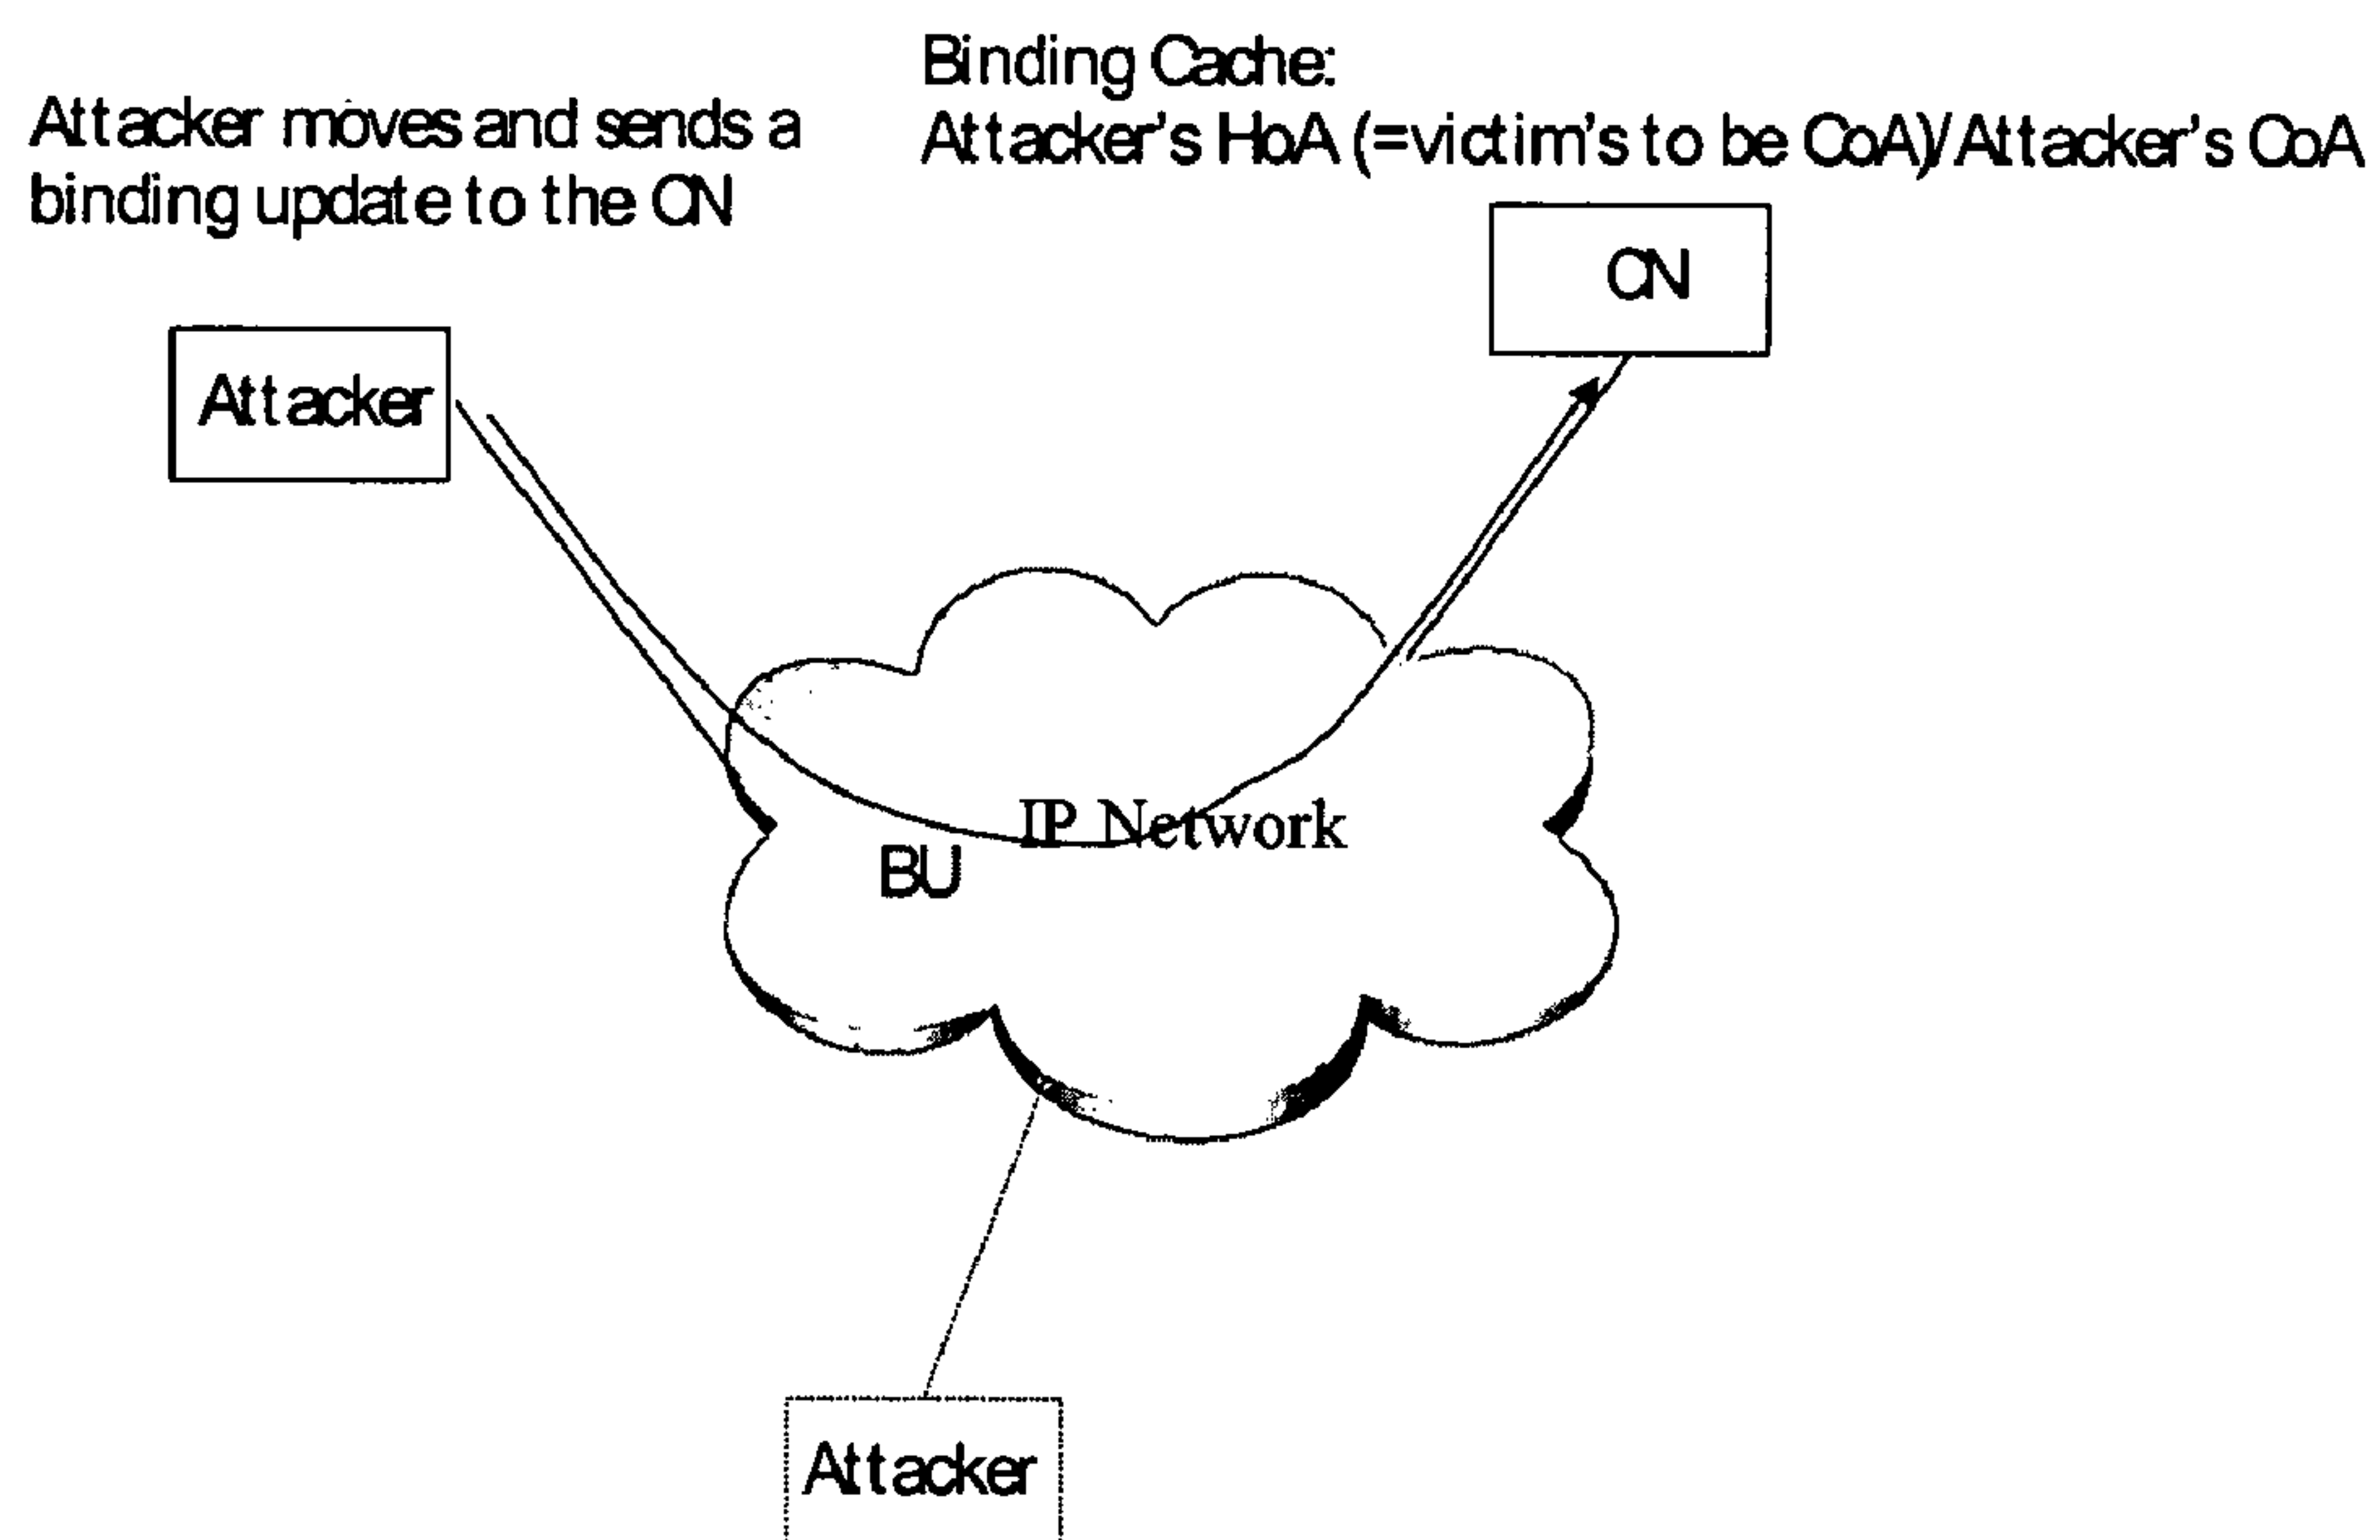 Attacker moves and sends a
binding update to the CN
Binding Cache:
Attacker's HoA (=victim's to be CoA)/Attacker's CoA
CN
Attacker
IP Network
BU
Attacker